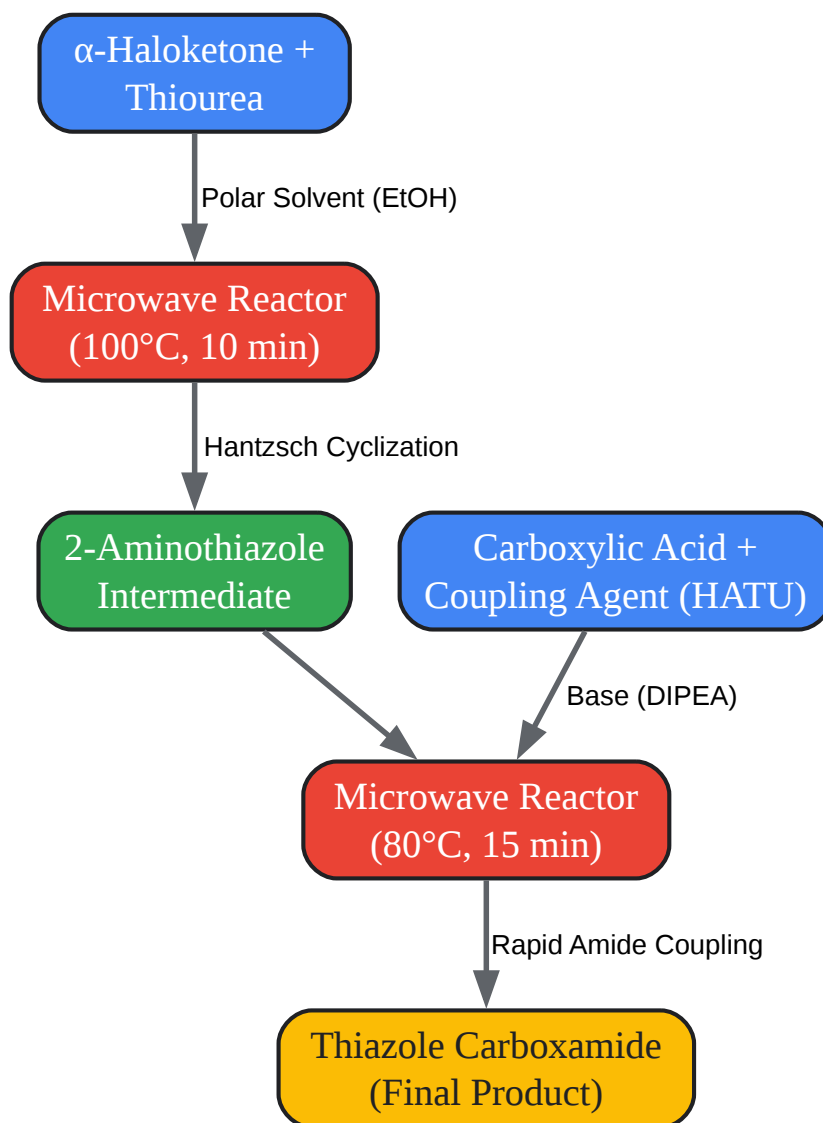 α-Haloketone +
Thiourea
Polar Solvent (EtOH)
Microwave Reactor
(100°C, 10 min)
Hantzsch Cyclization
2-Aminothiazole
Intermediate
Carboxylic Acid +
Coupling Agent (HATU)
Base (DIPEA)
Microwave Reactor
(80°C, 15 min)
Rapid Amide Coupling
Thiazole Carboxamide
(Final Product)